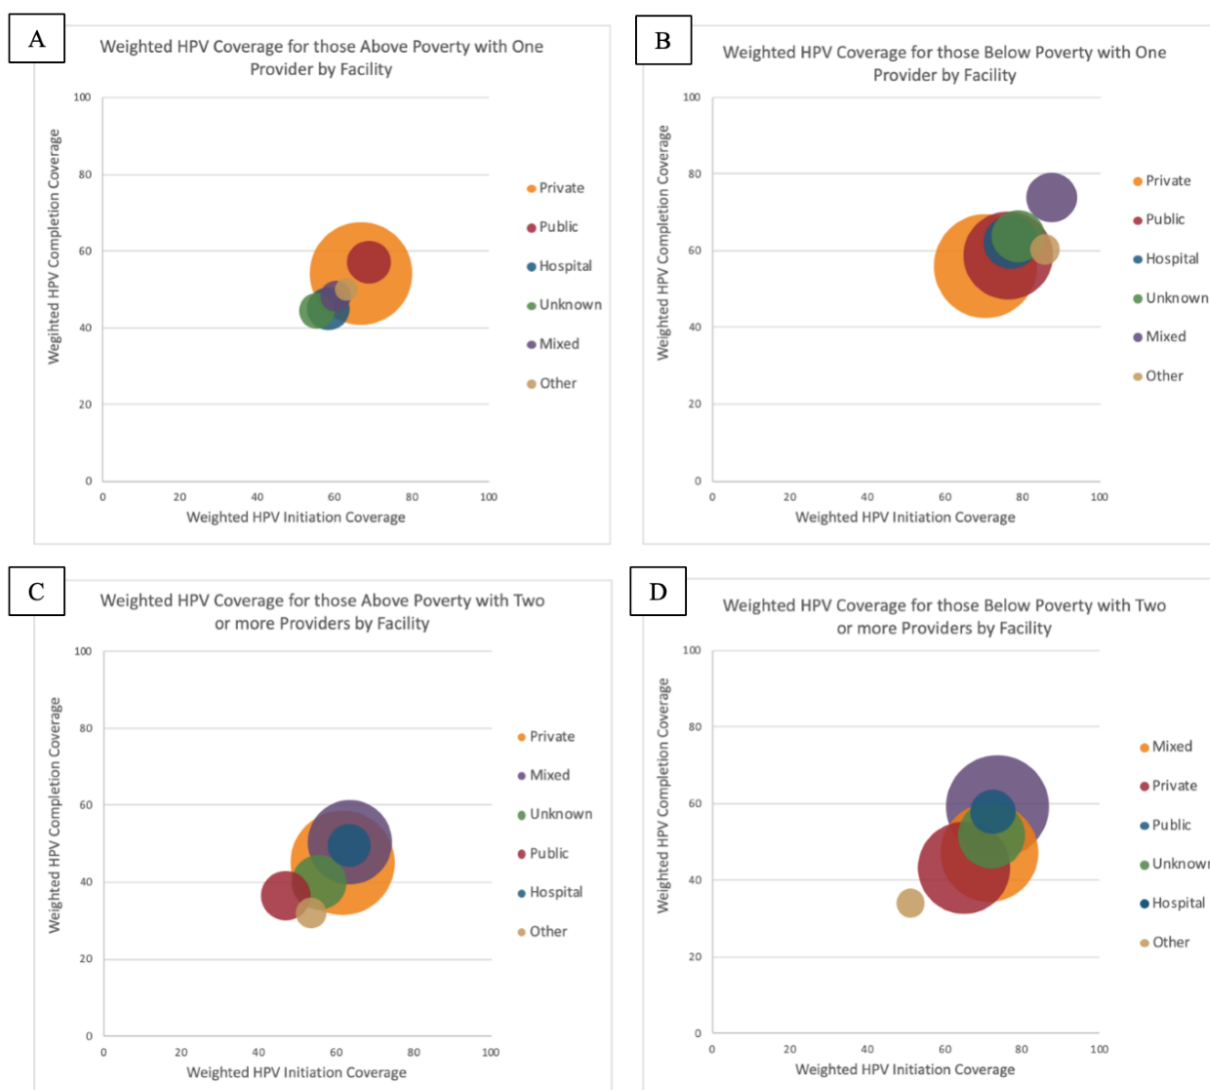 A
Weighted HPV Coverage for those Above Poverty with One
Provider by Facility
Weghted HPV Completion Coverage
100
80
60
40
20
0
0 20 40 60 80 100
Weighted HPV Initiation Coverage
Private
Public
Hospital
Unknown
Mixed
Other
B
Weighted HPV Coverage for those Below Poverty with One
Provider by Facility
Weighted HPV Completion Coverage
100
80
60
40
20
0
0 20 40 60 80 100
Weighted HPV Initiation Coverage
Private
Public
Hospital
Unknown
Mixed
Other
C
Weighted HPV Coverage for those Above Poverty with Two
or more Providers by Facility
Weighted HPV Completion Coverage
100
80
60
40
20
0
0 20 40 60 80 100
Weighted HPV Initiation Coverage
Private
Mixed
Unknown
Public
Hospital
Other
D
Weighted HPV Coverage for those Below Poverty with Two
or more Providers by Facility
Weighted HPV Completion Coverage
100
80
60
40
20
0
0 20 40 60 80 100
Weighted HPV Initiation Coverage
Mixed
Private
Public
Unknown
Hospital
Other